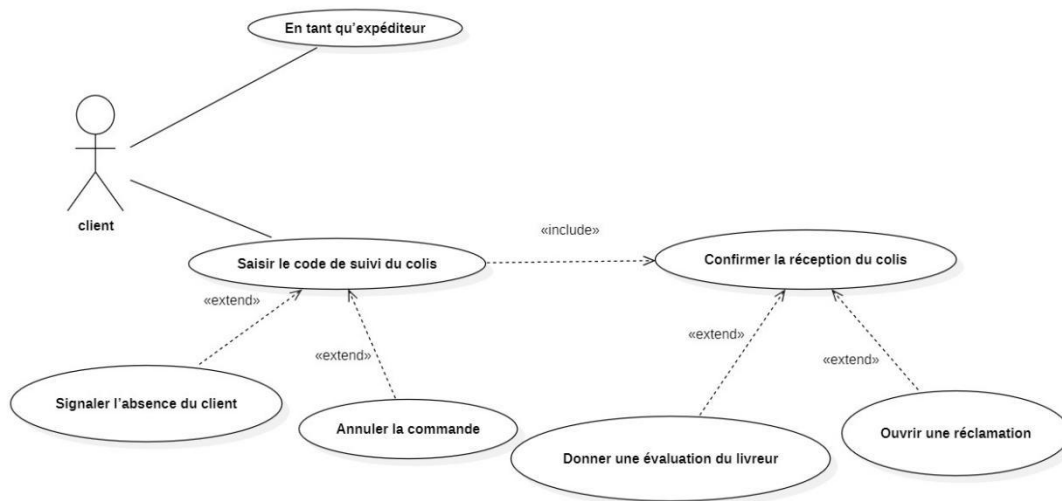 En tant qu'expéditeur
client
«include»
Saisir le code de suivi du colis
Confirmer la réception du colis
«extend»
«extend»
«extend»
«extend»
Signaler l'absence du client
Annuler la commande
Donner une évaluation du livreur
Ouvrir une réclamation